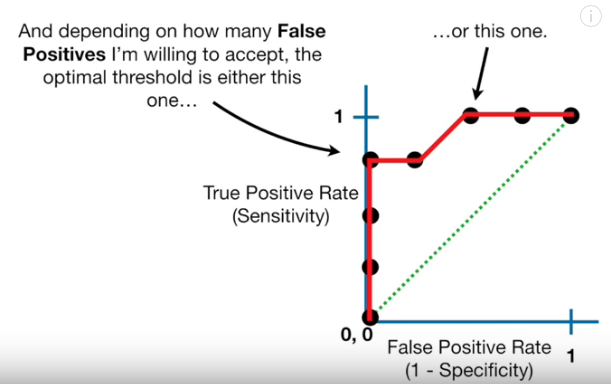 And depending on how many False
Positives I'm willing to accept, the
optimal threshold is either this
one...
...or this one.
1
True Positive Rate
(Sensitivity)
0, 0
False Positive Rate
(1 - Specificity)
1
i